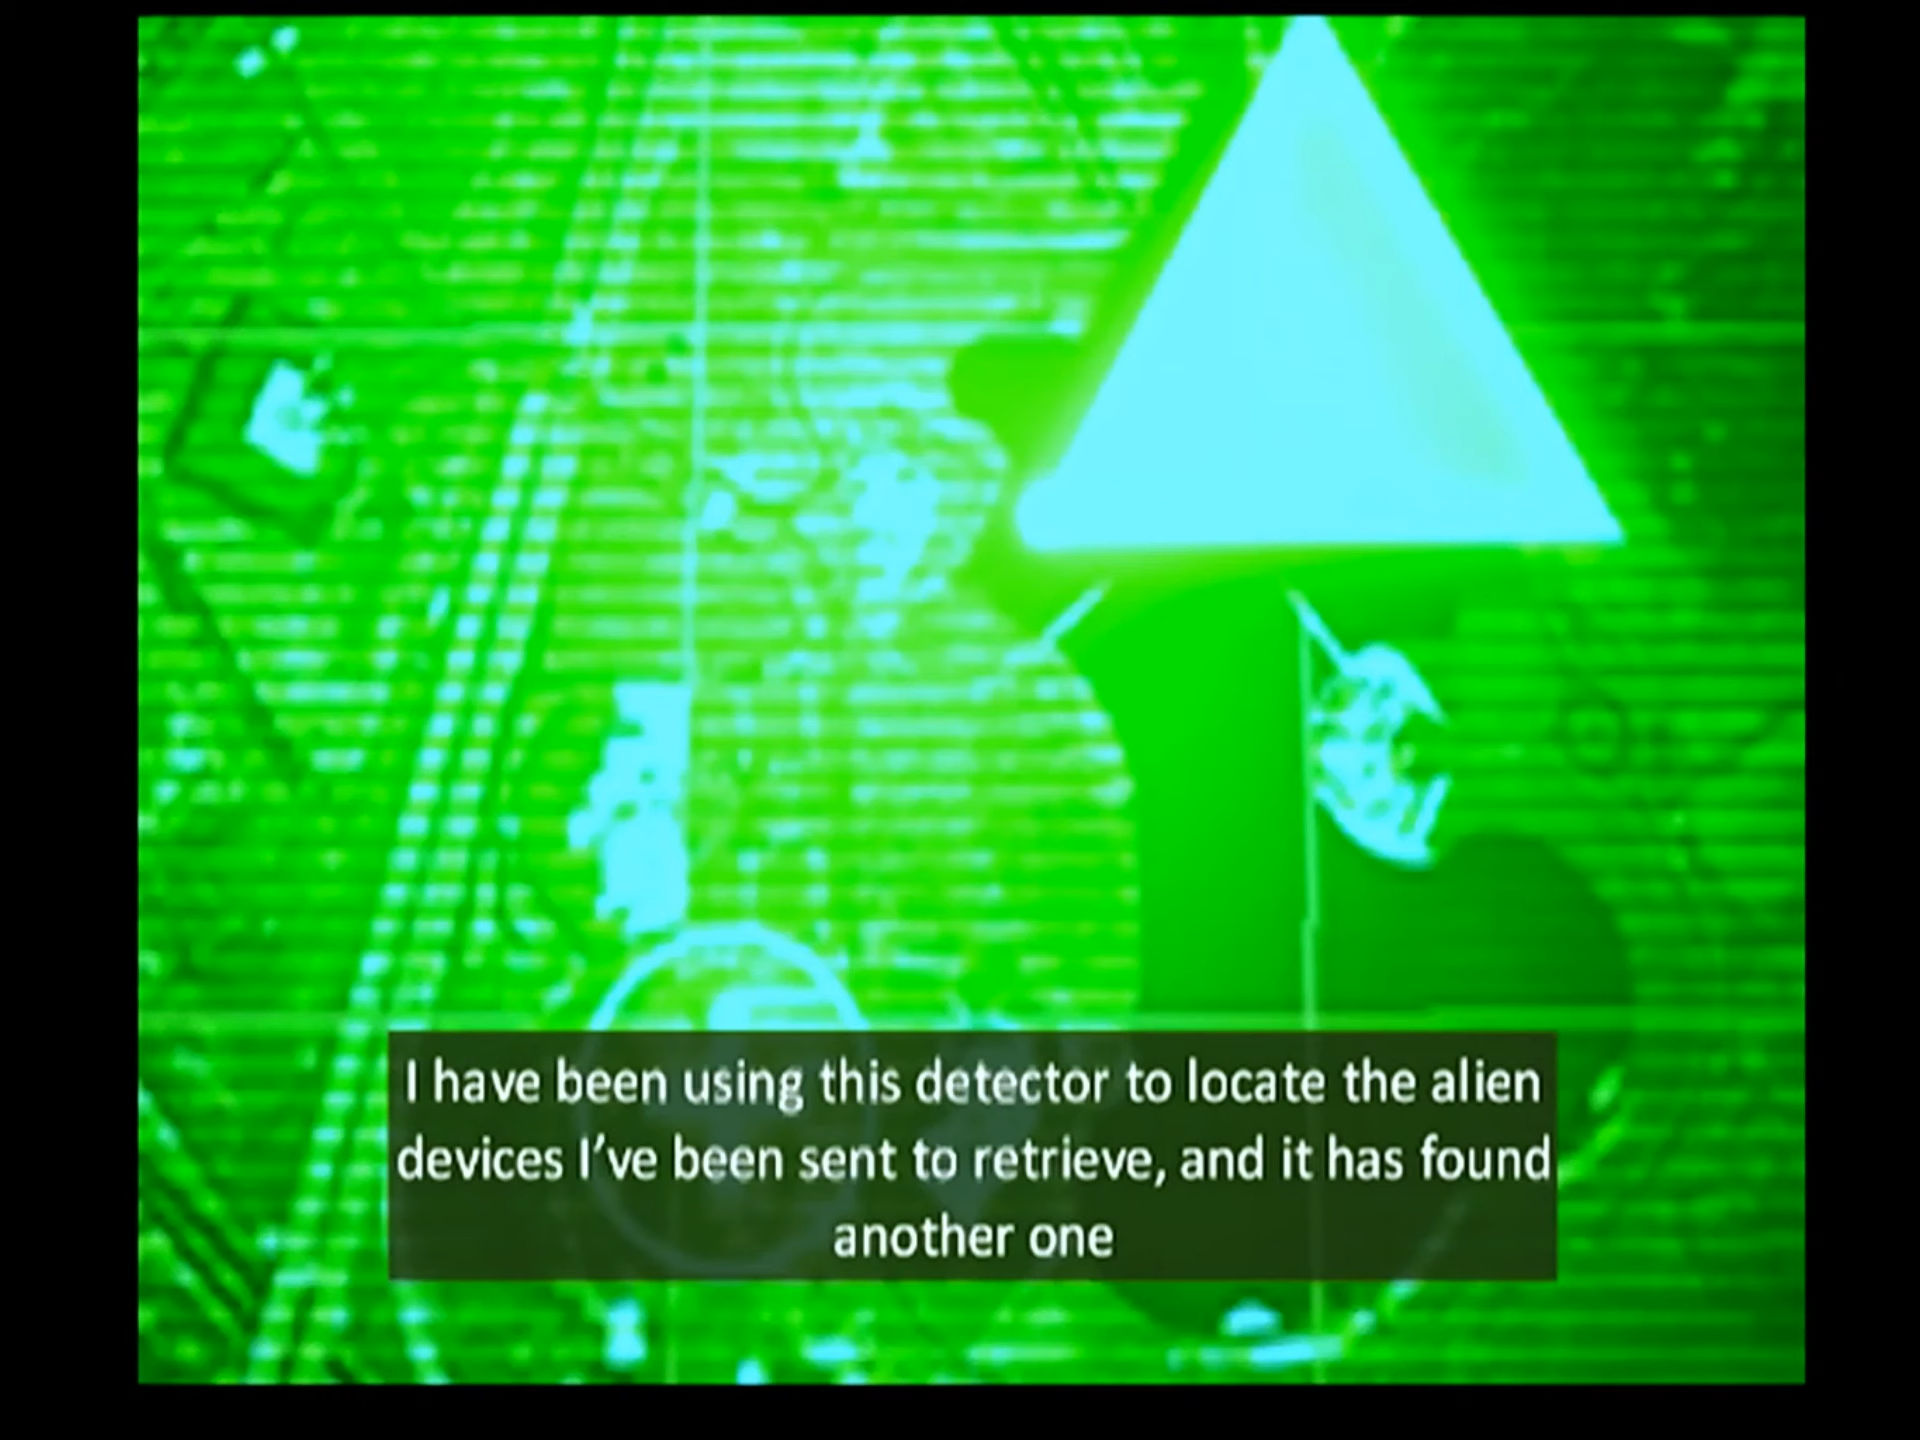 I have been using this detector to locate the alien
devices I’ve been sent to retrieve, and it has found
another one